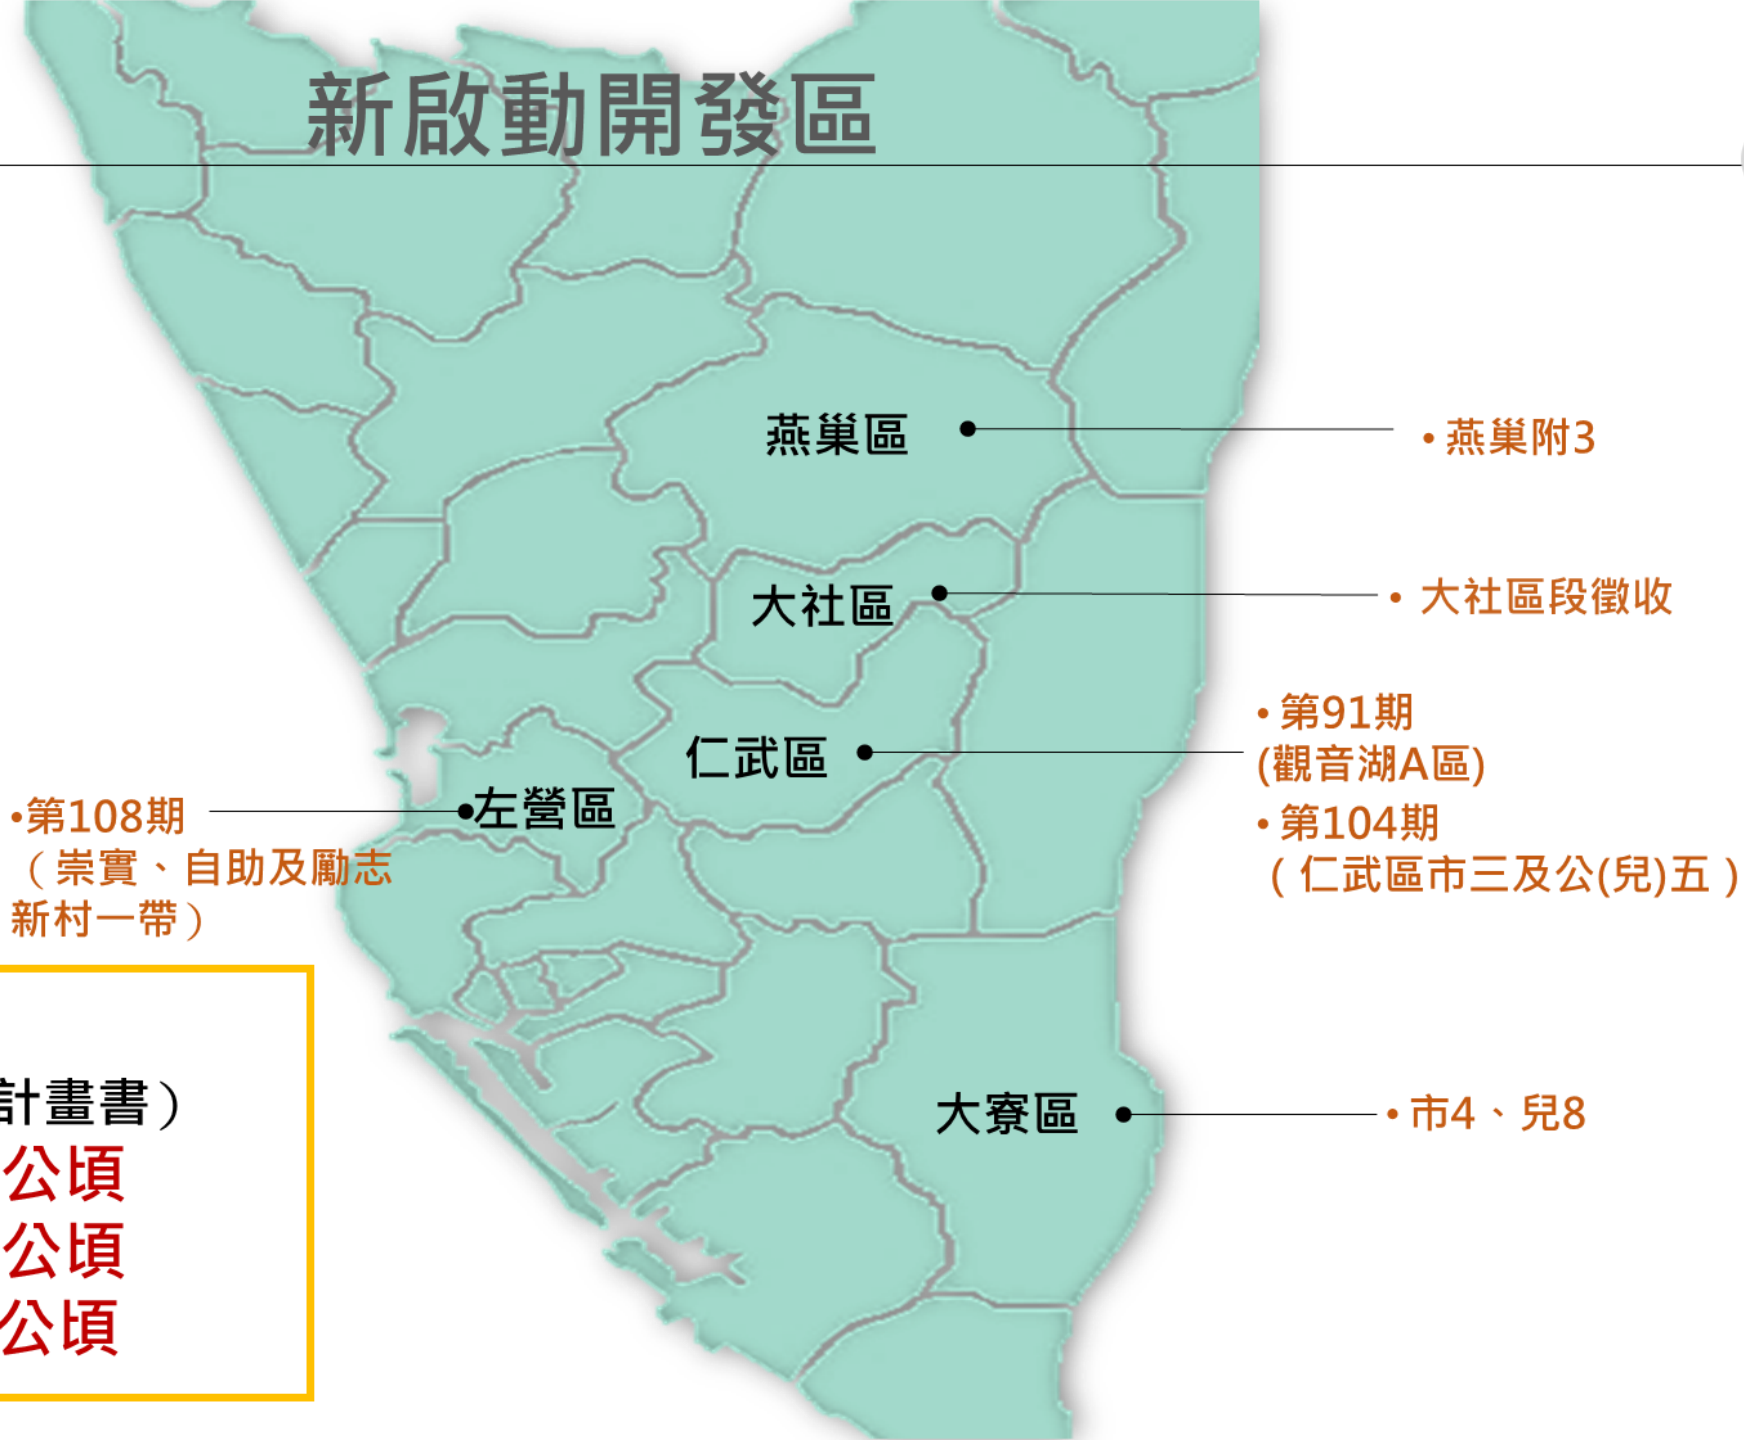 新啟動開發區
燕巢區
• 燕巢附3
大社區
• 大社區段徵收
仁武區
• 第91期
(觀音湖A區)
• 第104期
（仁武區市三及公(兒)五）
左營區
•第108期
（崇實、自助及勵志
新村一帶）
大寮區
• 市4、兒8
計畫書）
公頃
公頃
公頃